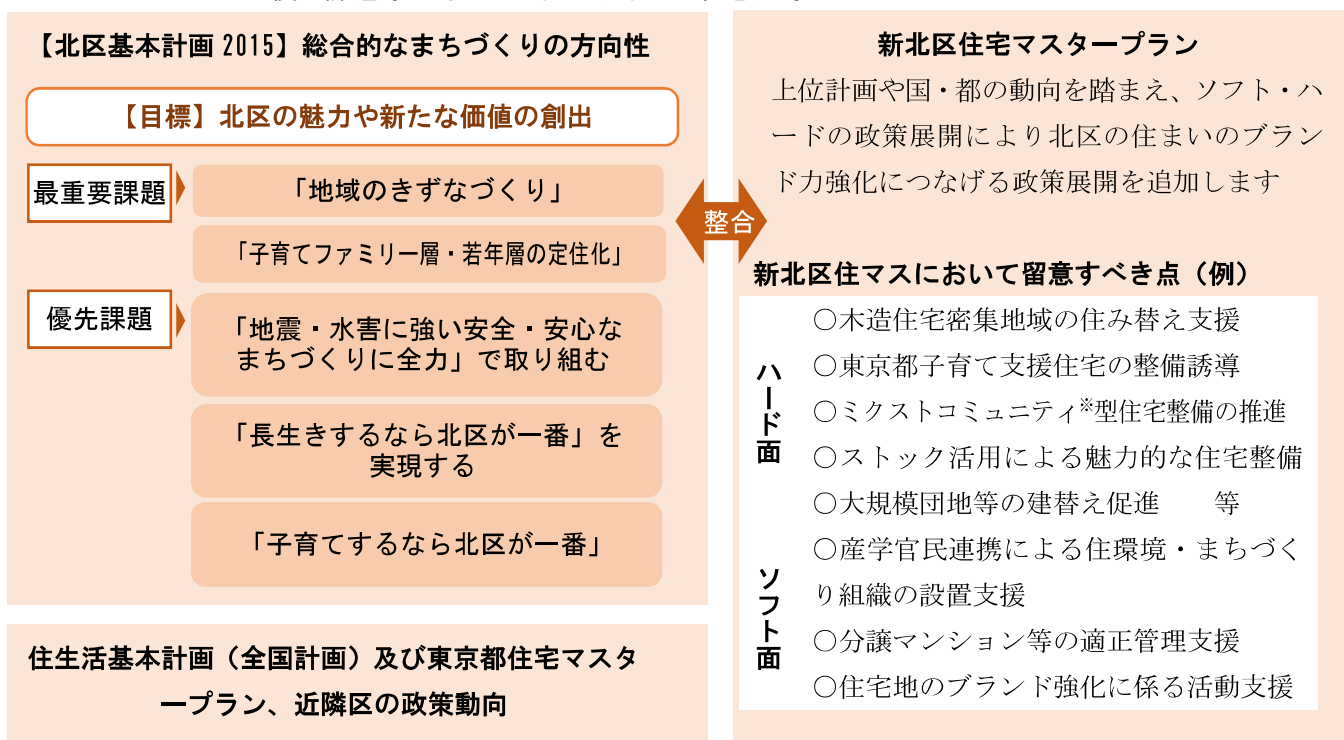 【北区基本計画 2015】総合的なまちづくりの方向性
【目標】北区の魅力や新たな価値の創出
最重要課題
「地域のきずなづくり」
「子育てファミリー層・若年層の定住化」
優先課題
「地震・水害に強い安全・安心な
まちづくりに全力」で取り組む
「長生きするなら北区が一番」を
実現する
「子育てするなら北区が一番」
住生活基本計画（全国計画）及び東京都住宅マスタ
ープラン、近隣区の政策動向
整合
新北区住宅マスタープラン
上位計画や国・都の動向を踏まえ、ソフト・ハ
ードの政策展開により北区の住まいのブラン
ド力強化につなげる政策展開を追加します
新北区住マスにおいて留意すべき点（例）
ハード面
〇木造住宅密集地域の住み替え支援
〇東京都子育て支援住宅の整備誘導
〇ミクストコミュニティ※型住宅整備の推進
〇ストック活用による魅力的な住宅整備
〇大規模団地等の建替え促進　　等
ソフト面
〇産学官民連携による住環境・まちづく
り組織の設置支援
〇分譲マンション等の適正管理支援
〇住宅地のブランド強化に係る活動支援